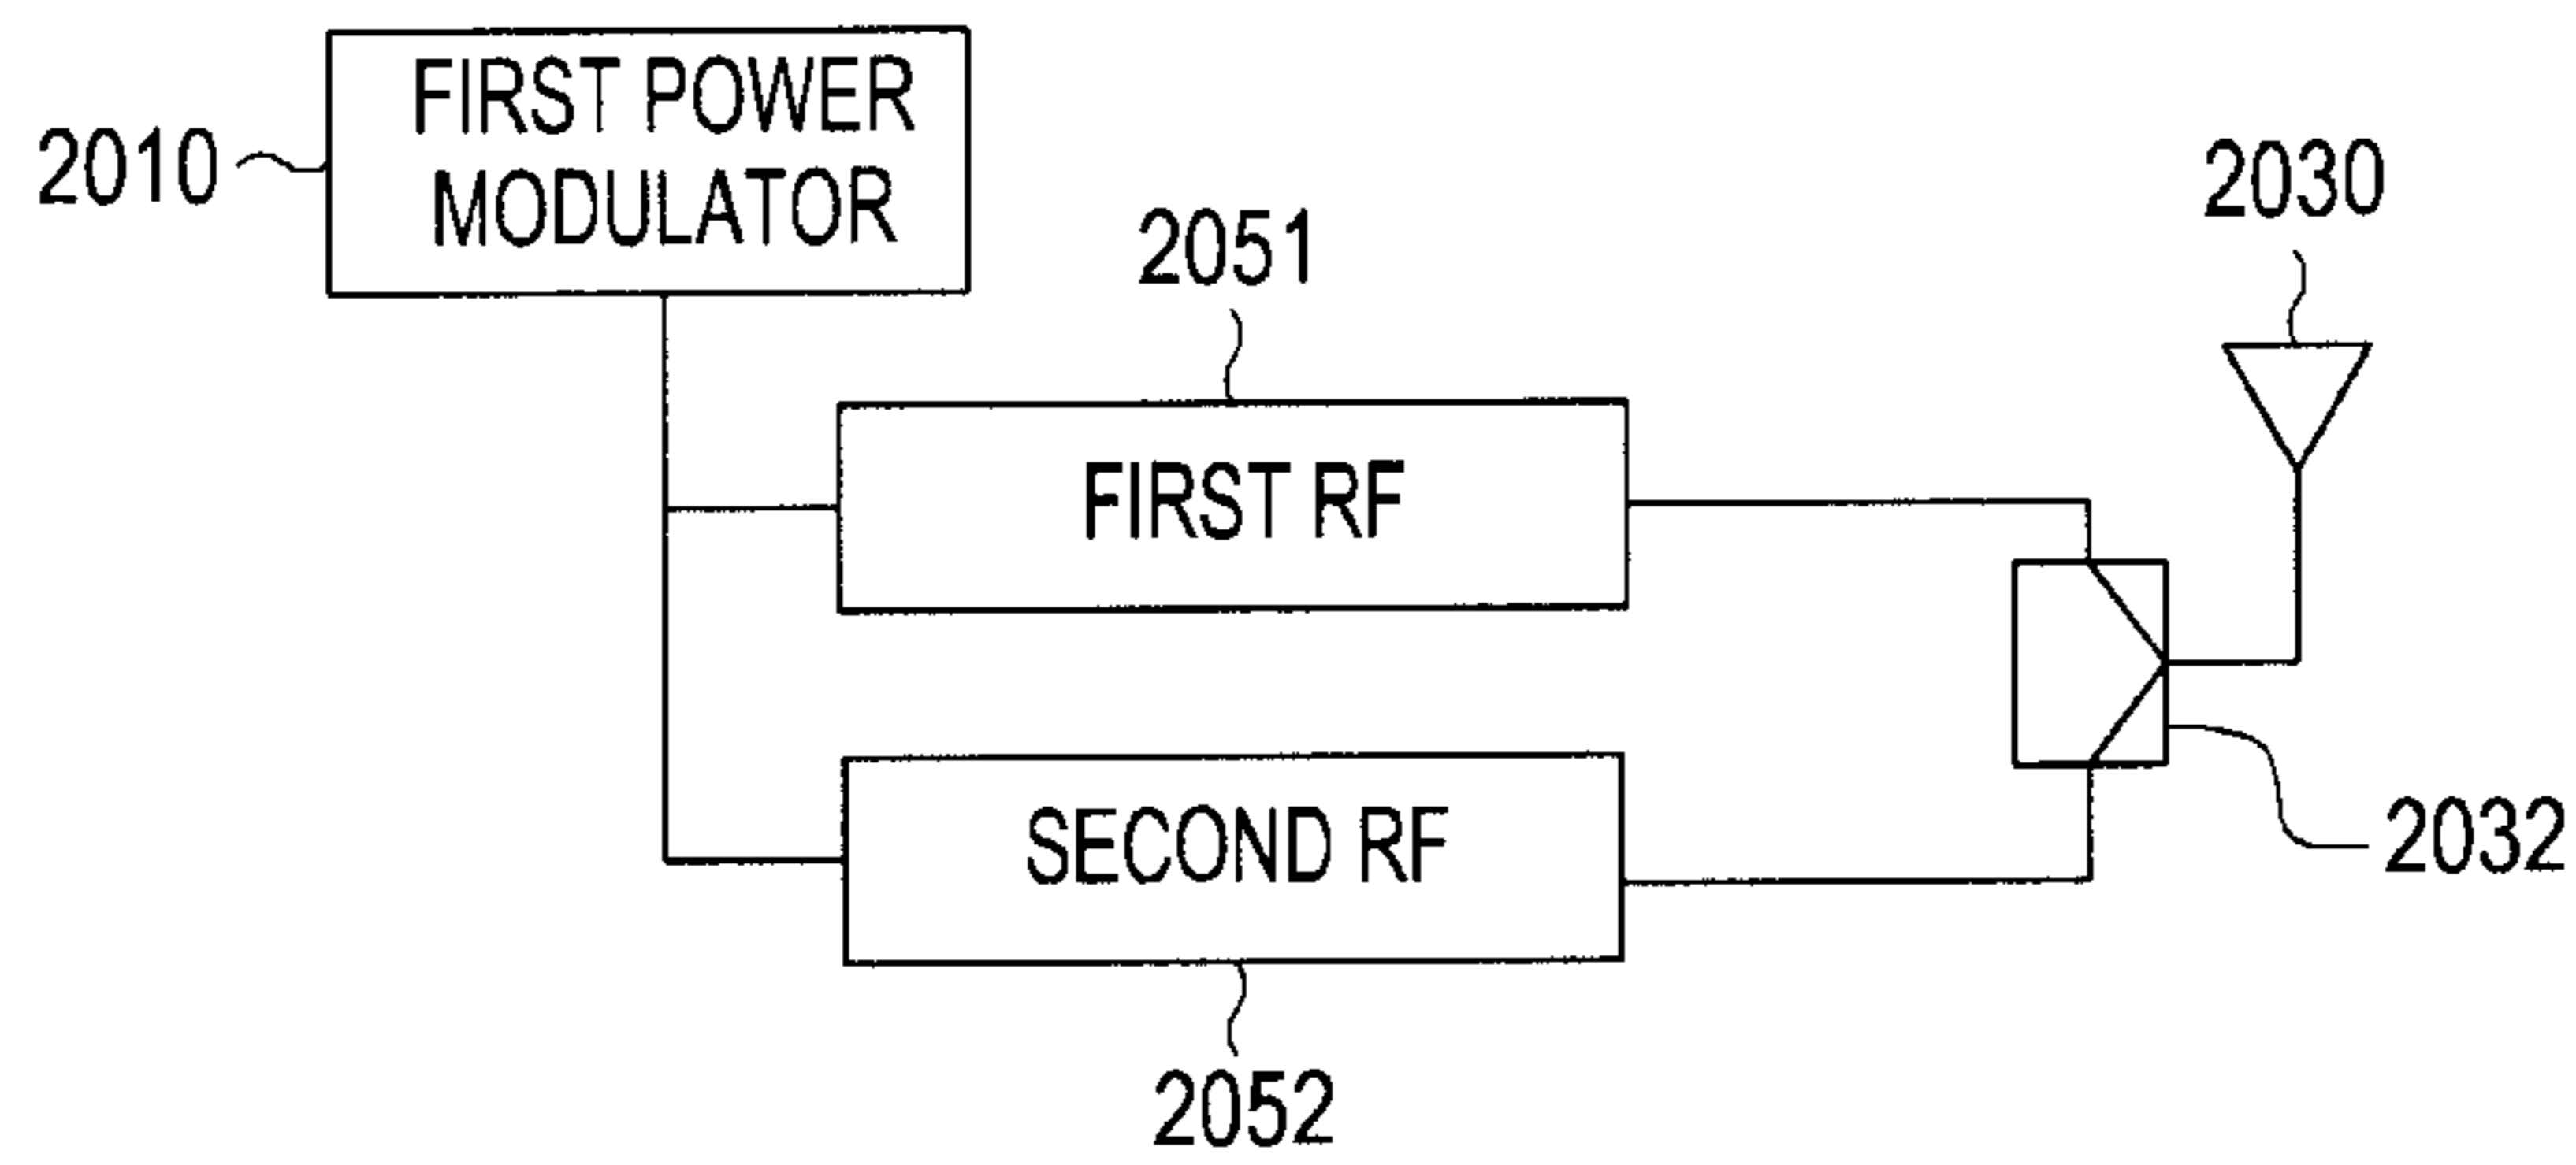 FIRST POWER
MODULATOR
2010
2051
2030
FIRST RF
SECOND RF
2032
2052